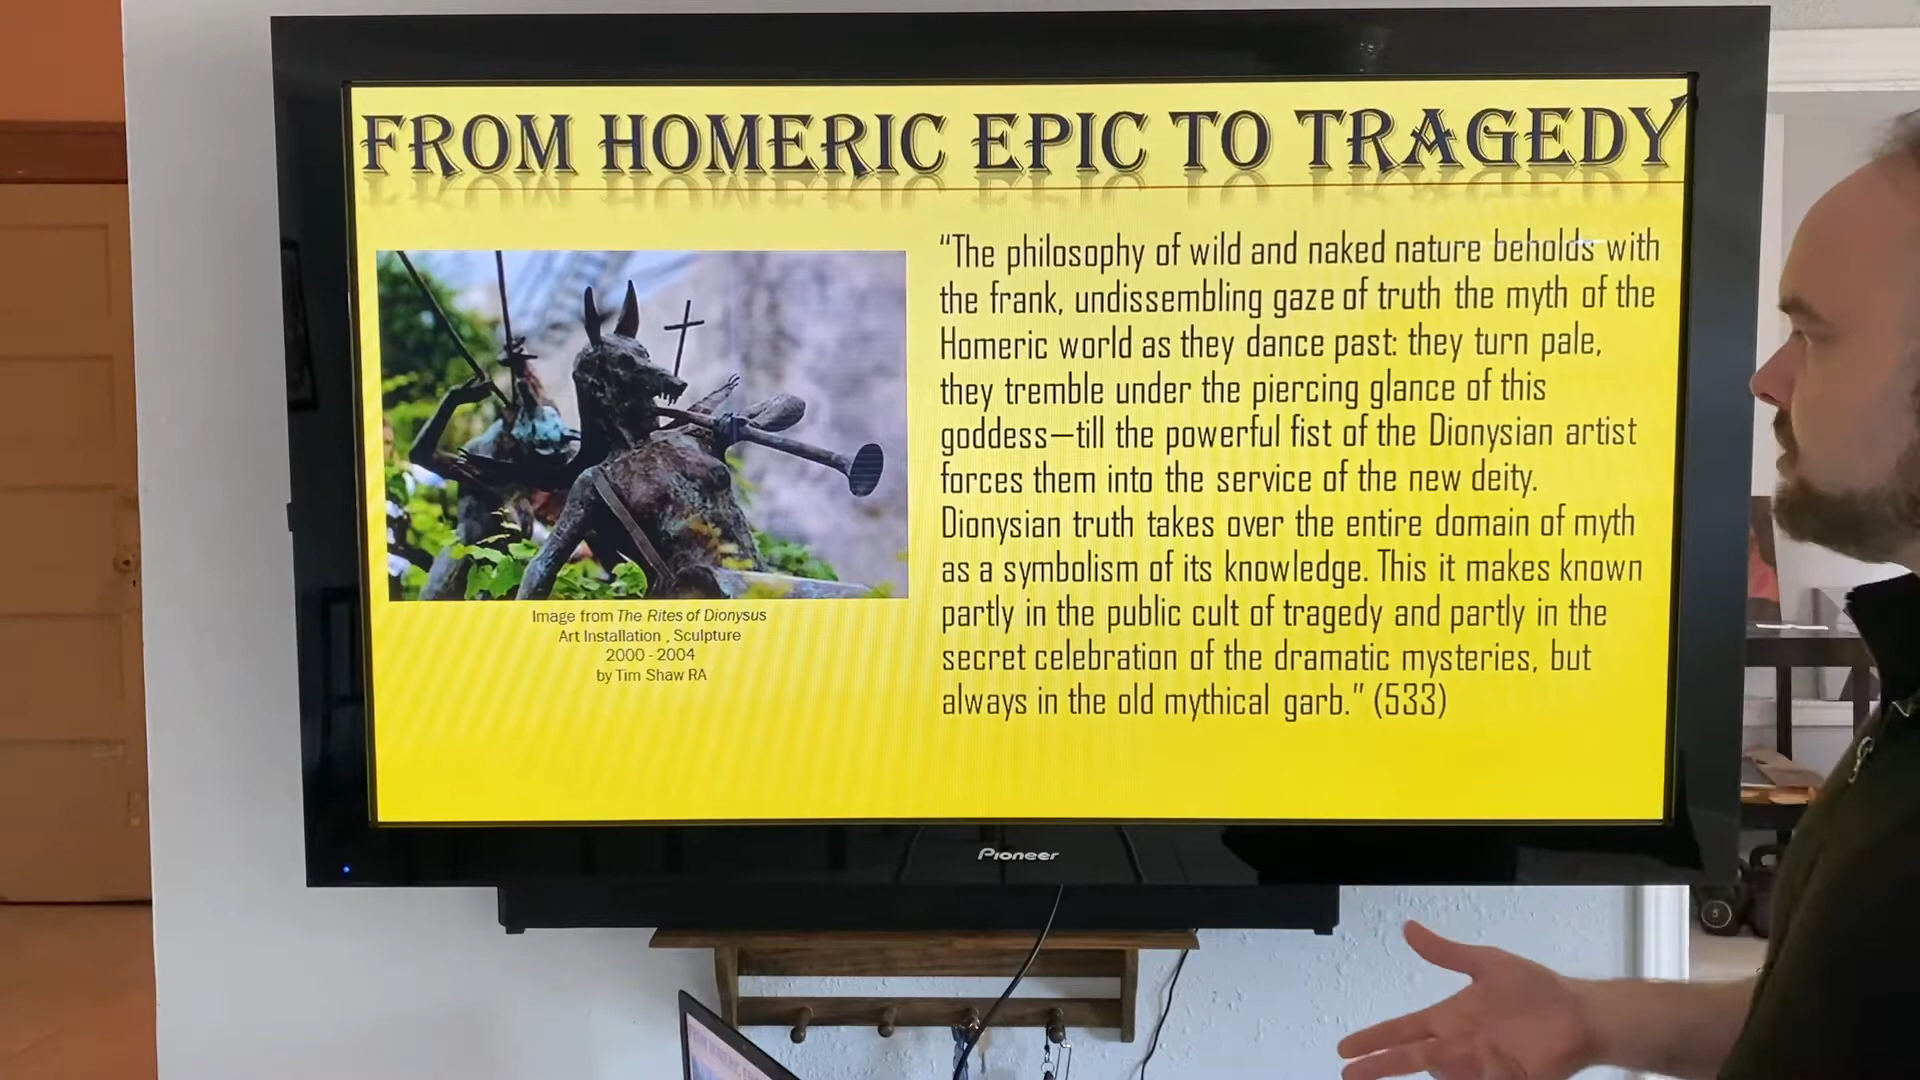 FROM HOMERIC EPIC TO TRAGEDY
“The philosophy of wild and naked nature beholds with
the frank, undissembling gaze of truth the myth of the
Homeric world as they dance past: they turn pale,
they tremble under the piercing glance of this
goddess—till the powerful fist of the Dionysian artist
forces them into the service of the new deity.
Dionysian truth takes over the entire domain of myth
as a symbolism of its knowledge. This it makes known
partly in the public cult of tragedy and partly in the
secret celebration of the dramatic mysteries, but
always in the old mythical garb.” (533)
Image from The Rites of Dionysus
Art Installation , Sculpture
2000 - 2004
by Tim Shaw RA
Pioneer
5